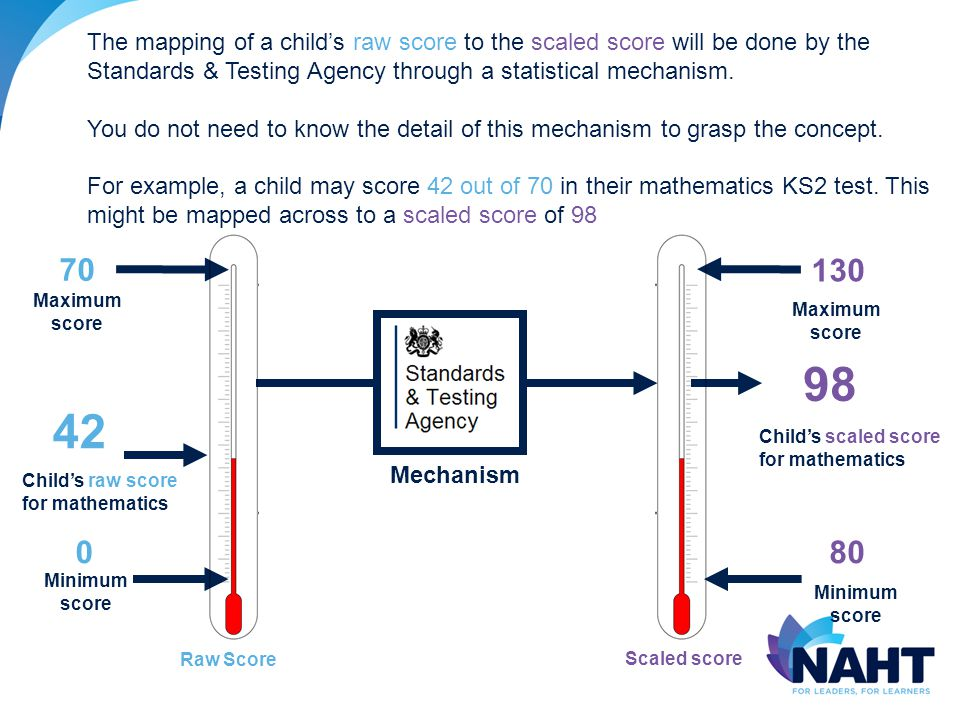 The mapping of a child’s raw score to the scaled score will be done by the
Standards & Testing Agency through a statistical mechanism.
You do not need to know the detail of this mechanism to grasp the concept.
For example, a child may score 42 out of 70 in their mathematics KS2 test. This
might be mapped across to a scaled score of 98
70
Maximum
score
130
Maximum
score
Standards
& Testing
Agency
Mechanism
42
Child’s raw score
for mathematics
98
Child’s scaled score
for mathematics
0
Minimum
score
80
Minimum
score
Raw Score
Scaled score
NAHT
FOR LEADERS, FOR LEARNERS